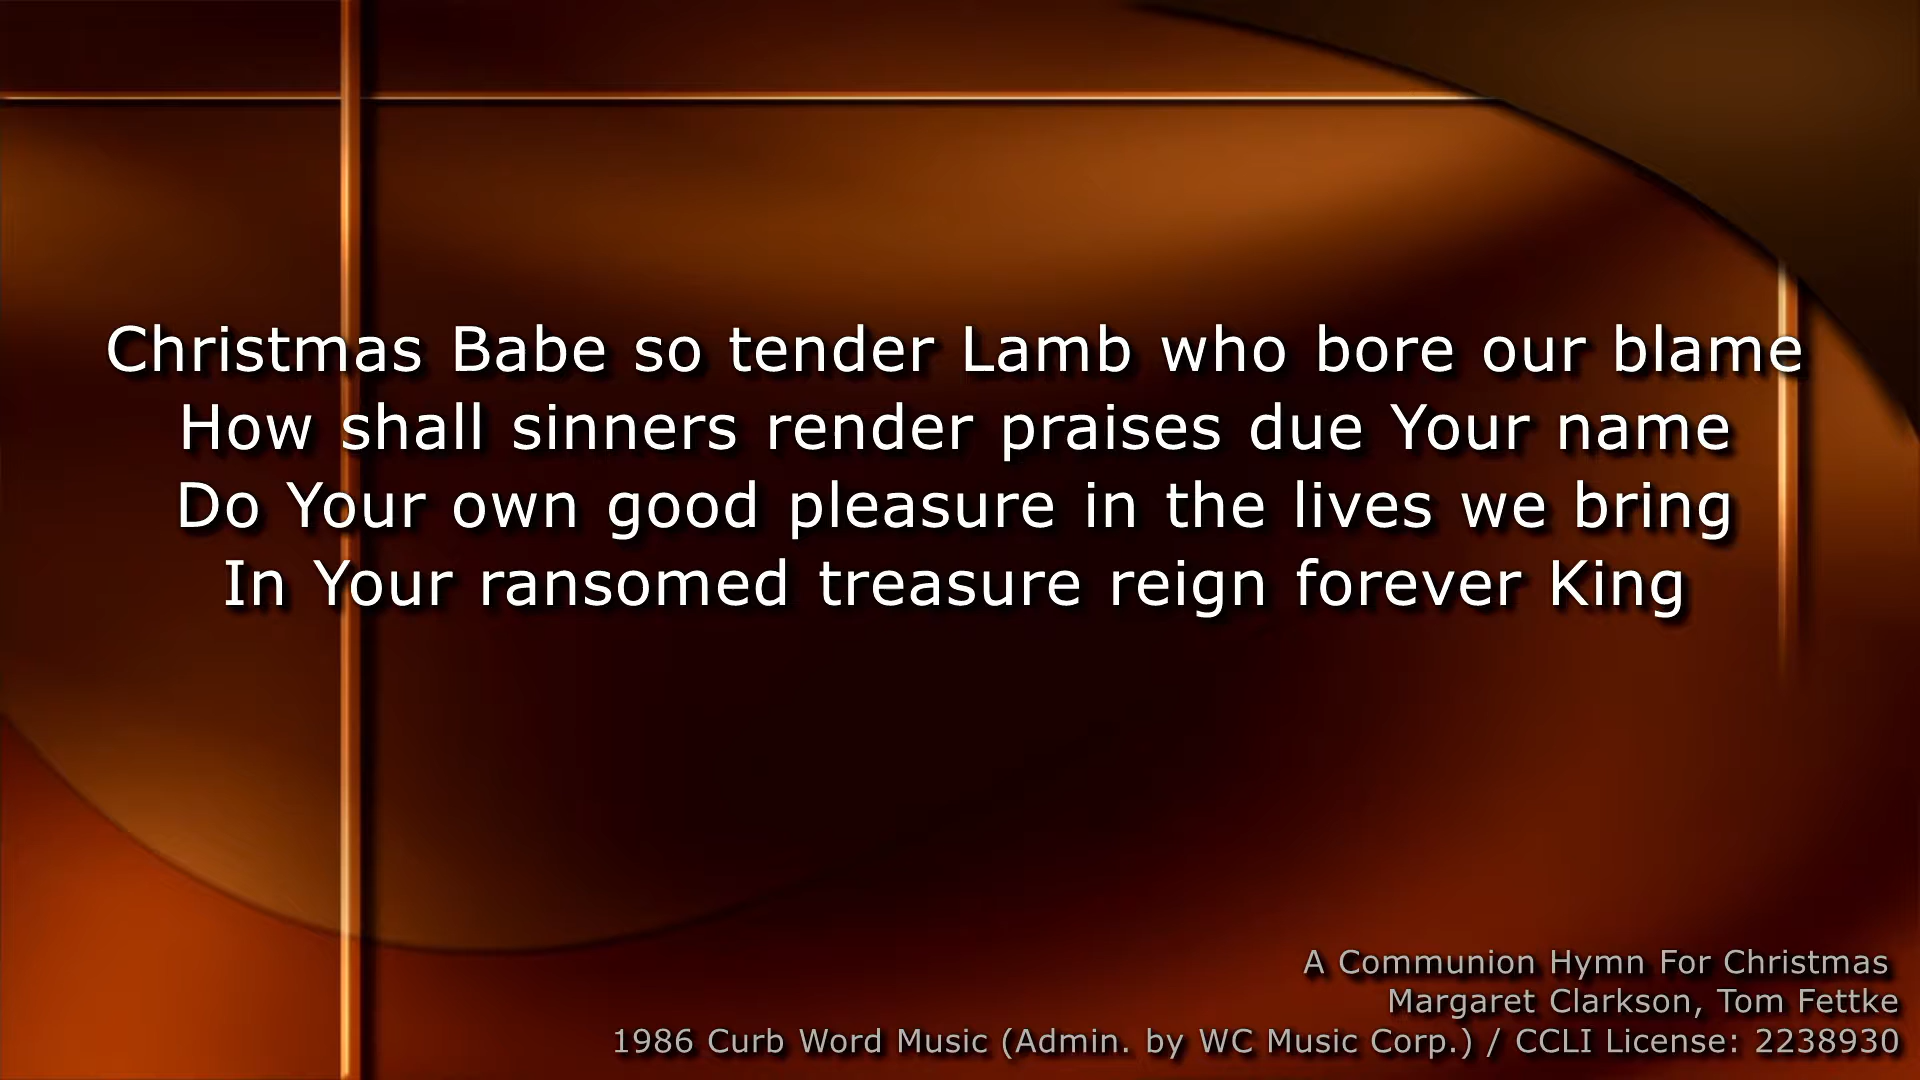 Christmas Babe so tender Lamb who bore our blame
How shall sinners render praises due Your name
Do Your own good pleasure in the lives we bring
In Your ransomed treasure reign forever King
A Communion Hymn For Christmas
Margaret Clarkson, Tom Fettke
1986 Curb Word Music (Admin. by WC Music Corp.) / CCLI License: 2238930